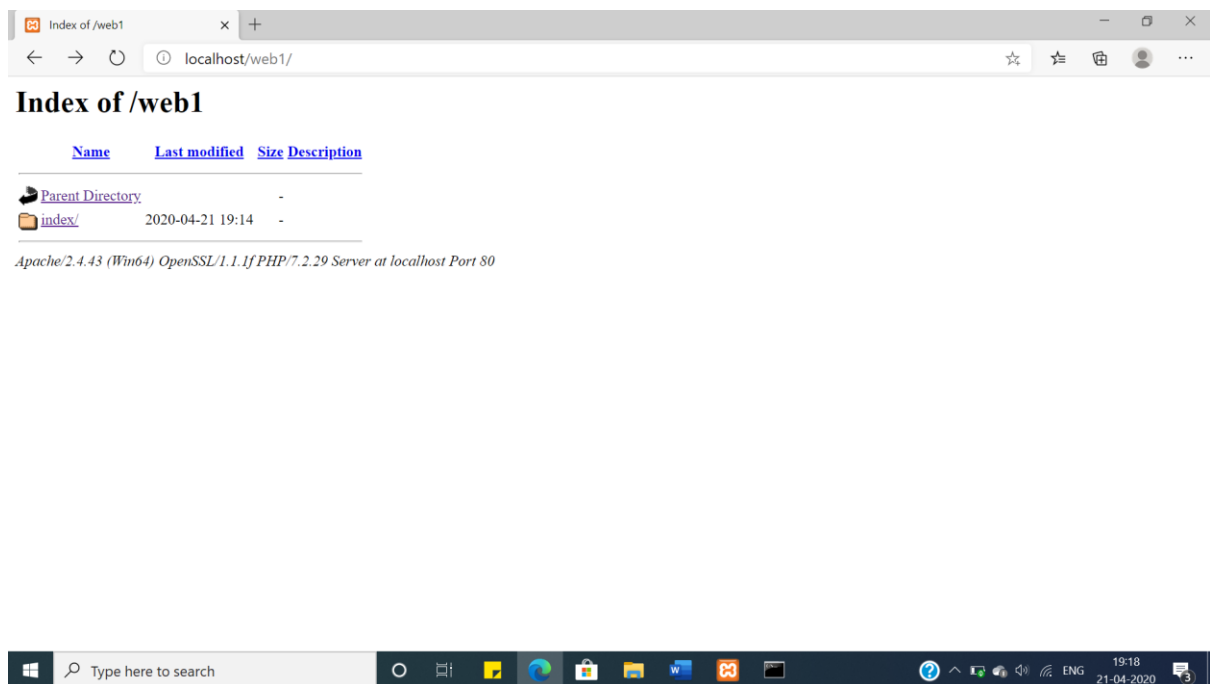 Index of /web1
localhost/web1/
Index of /web1
Name Last modified Size Description
Parent Directory -
index/ 2020-04-21 19:14 -
Apache/2.4.43 (Win64) OpenSSL/1.1.1f PHP/7.2.29 Server at localhost Port 80
Type here to search
ENG
19:18
21-04-2020
3